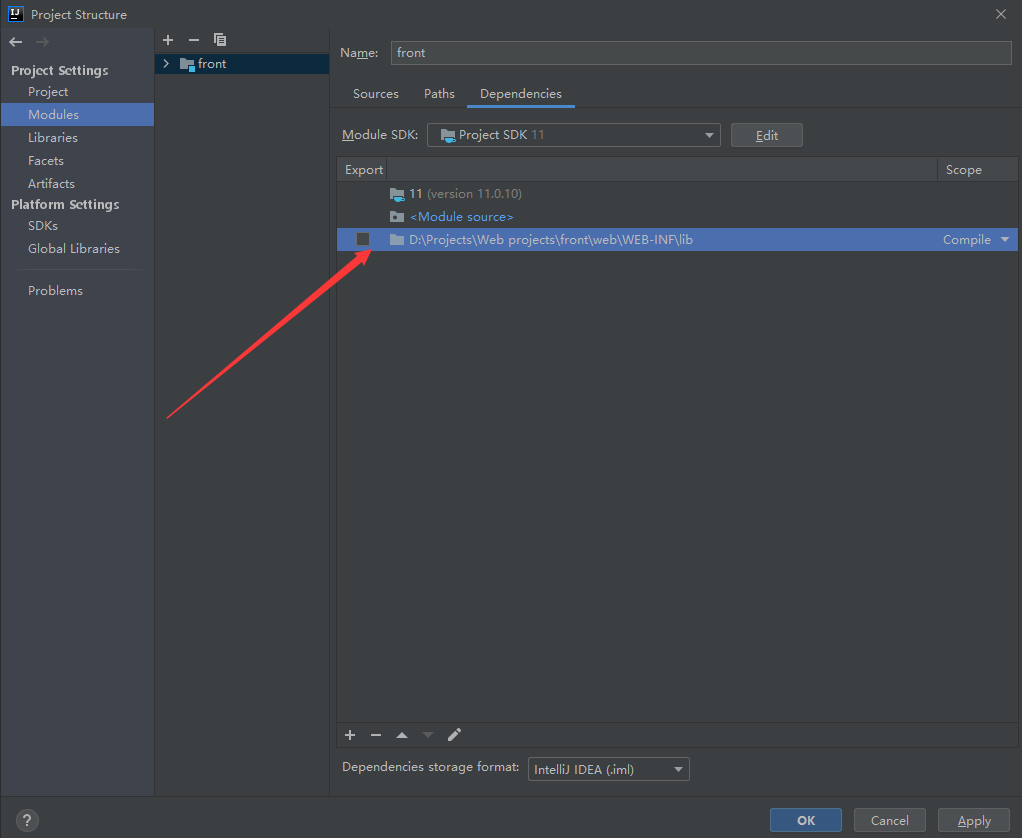 Project Structure
Project Settings
Project
Modules
Libraries
Facets
Artifacts
Platform Settings
SDKs
Global Libraries
Problems
front
Name: front
Sources Paths Dependencies
Module SDK: Project SDK 11 Edit
Export Scope
11 (version 11.0.10)
<Module source>
D:\Projects\Web projects\front\web\WEB-INF\lib Compile
Dependencies storage format: IntelliJ IDEA (.iml)
? OK Cancel Apply